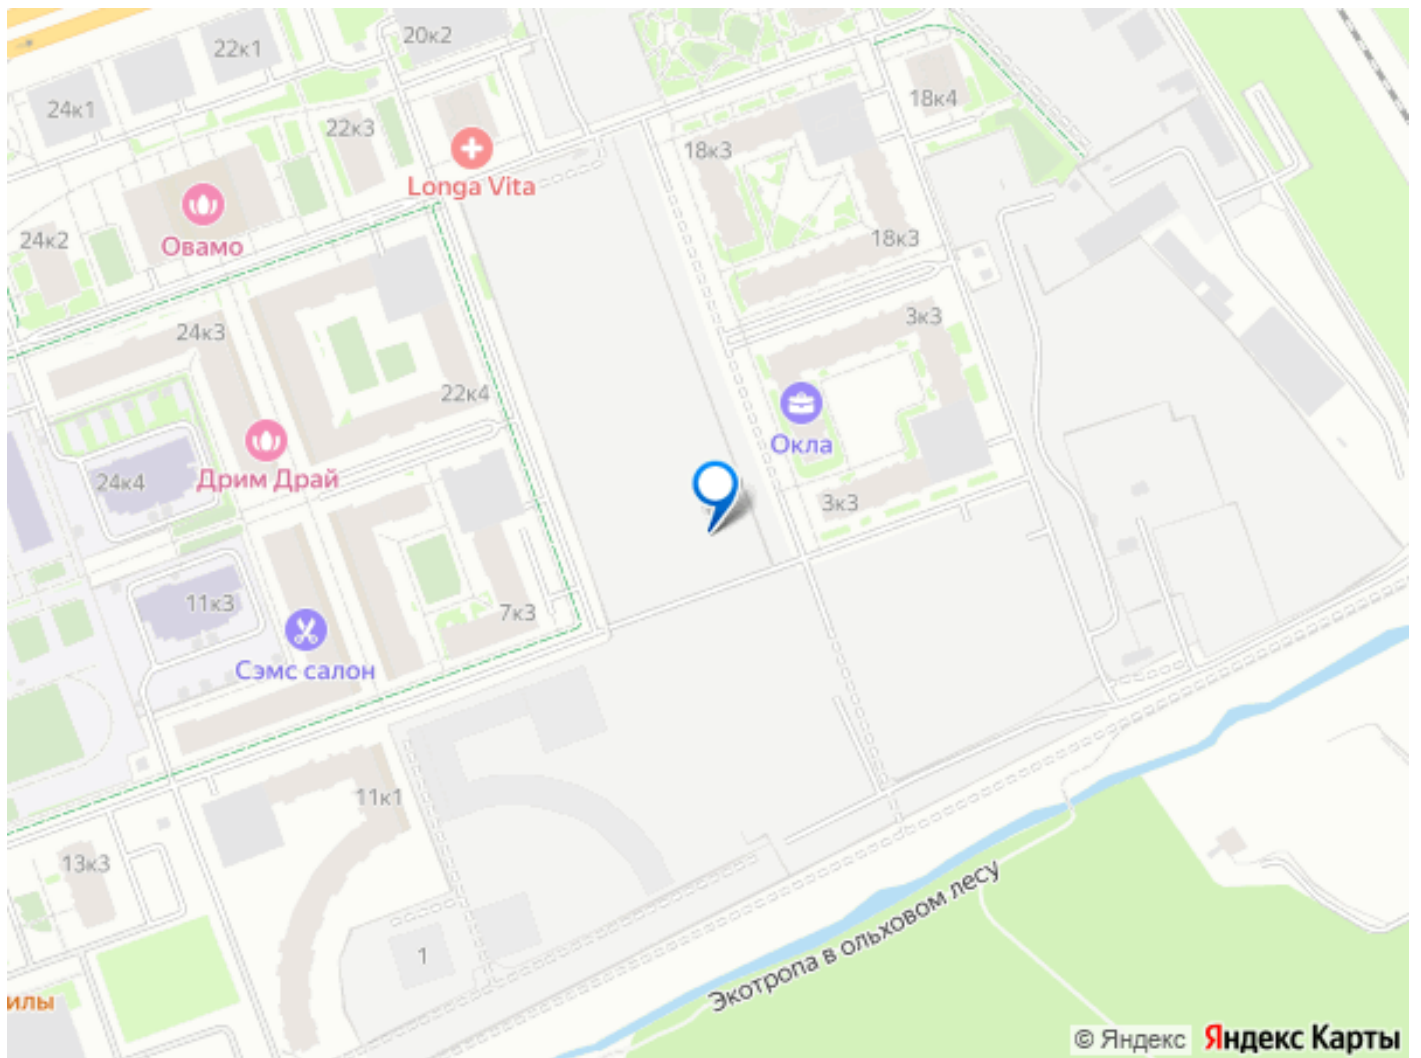 22к1
20к2
24к1
18к4
22к3
18к3
Longa Vita
24к2
Овамо
18к3
24к3
3к3
22к4
Окла
Дрим Драй
24к4
3к3
11к3
7к3
Сэмс салон
11к1
13к3
Экотропа в ольховом лесу
1
илы
© Яндекс Яндекс Карты